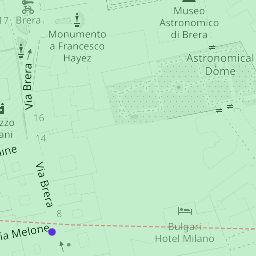 Brera
17
Museo
Astronomico
di Brera
Monumento
a Francesco
Hayez
Astronomical
Dome
Via Brera
16
14
Via Brera
8
Bulgari
Hotel Milano
Melone